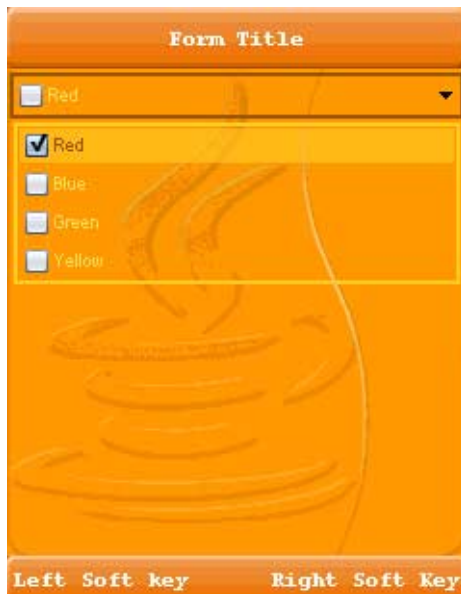 Form Title
Red
Red
Blue
Green
Yellow
Left Soft key Right Soft Key